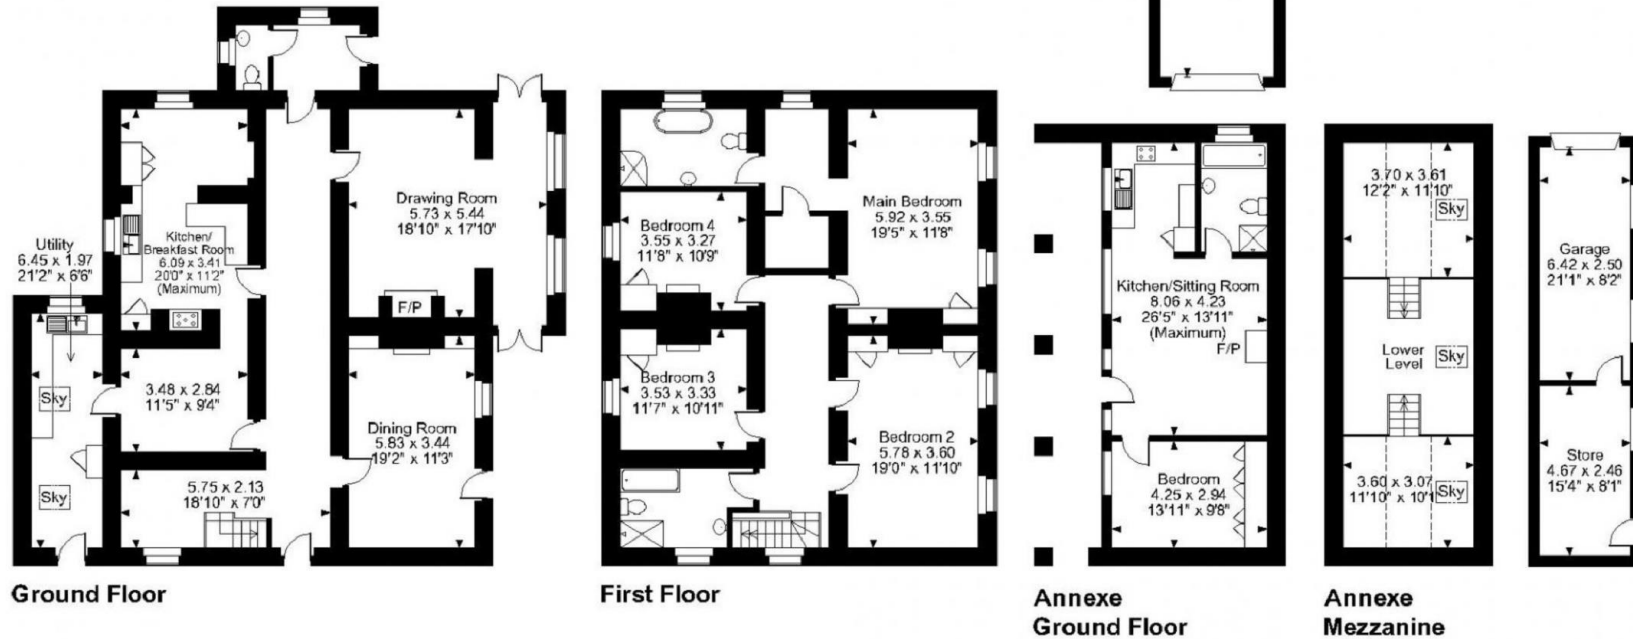 Utility
6.45 x 1.97
21'2" x 6'6"
Kitchen/
Breakfast Room
6.09 x 3.41
20'0" x 11'2"
(Maximum)
Sky
3.48 x 2.84
11'5" x 9'4"
Sky
5.75 x 2.13
18'10" x 7'0"
Drawing Room
5.73 x 5.44
18'10" x 17'10"
F/P
Dining Room
5.83 x 3.44
19'2" x 11'3"
Ground Floor
Bedroom 4
3.55 x 3.27
11'8" x 10'9"
Bedroom 3
3.53 x 3.33
11'7" x 10'11"
Main Bedroom
5.92 x 3.55
19'5" x 11'8"
Bedroom 2
5.78 x 3.60
19'0" x 11'10"
First Floor
Kitchen/Sitting Room
8.06 x 4.23
26'5" x 13'11"
(Maximum)
F/P
Bedroom
4.25 x 2.94
13'11" x 9'8"
Annexe
Ground Floor
3.70 x 3.61
12'2" x 11'10"
Sky
Lower
Level
Sky
3.60 x 3.07
11'10" x 10'1"
Sky
Annexe
Mezzanine
Garage
6.42 x 2.50
21'1" x 8'2"
Store
4.67 x 2.46
15'4" x 8'1"